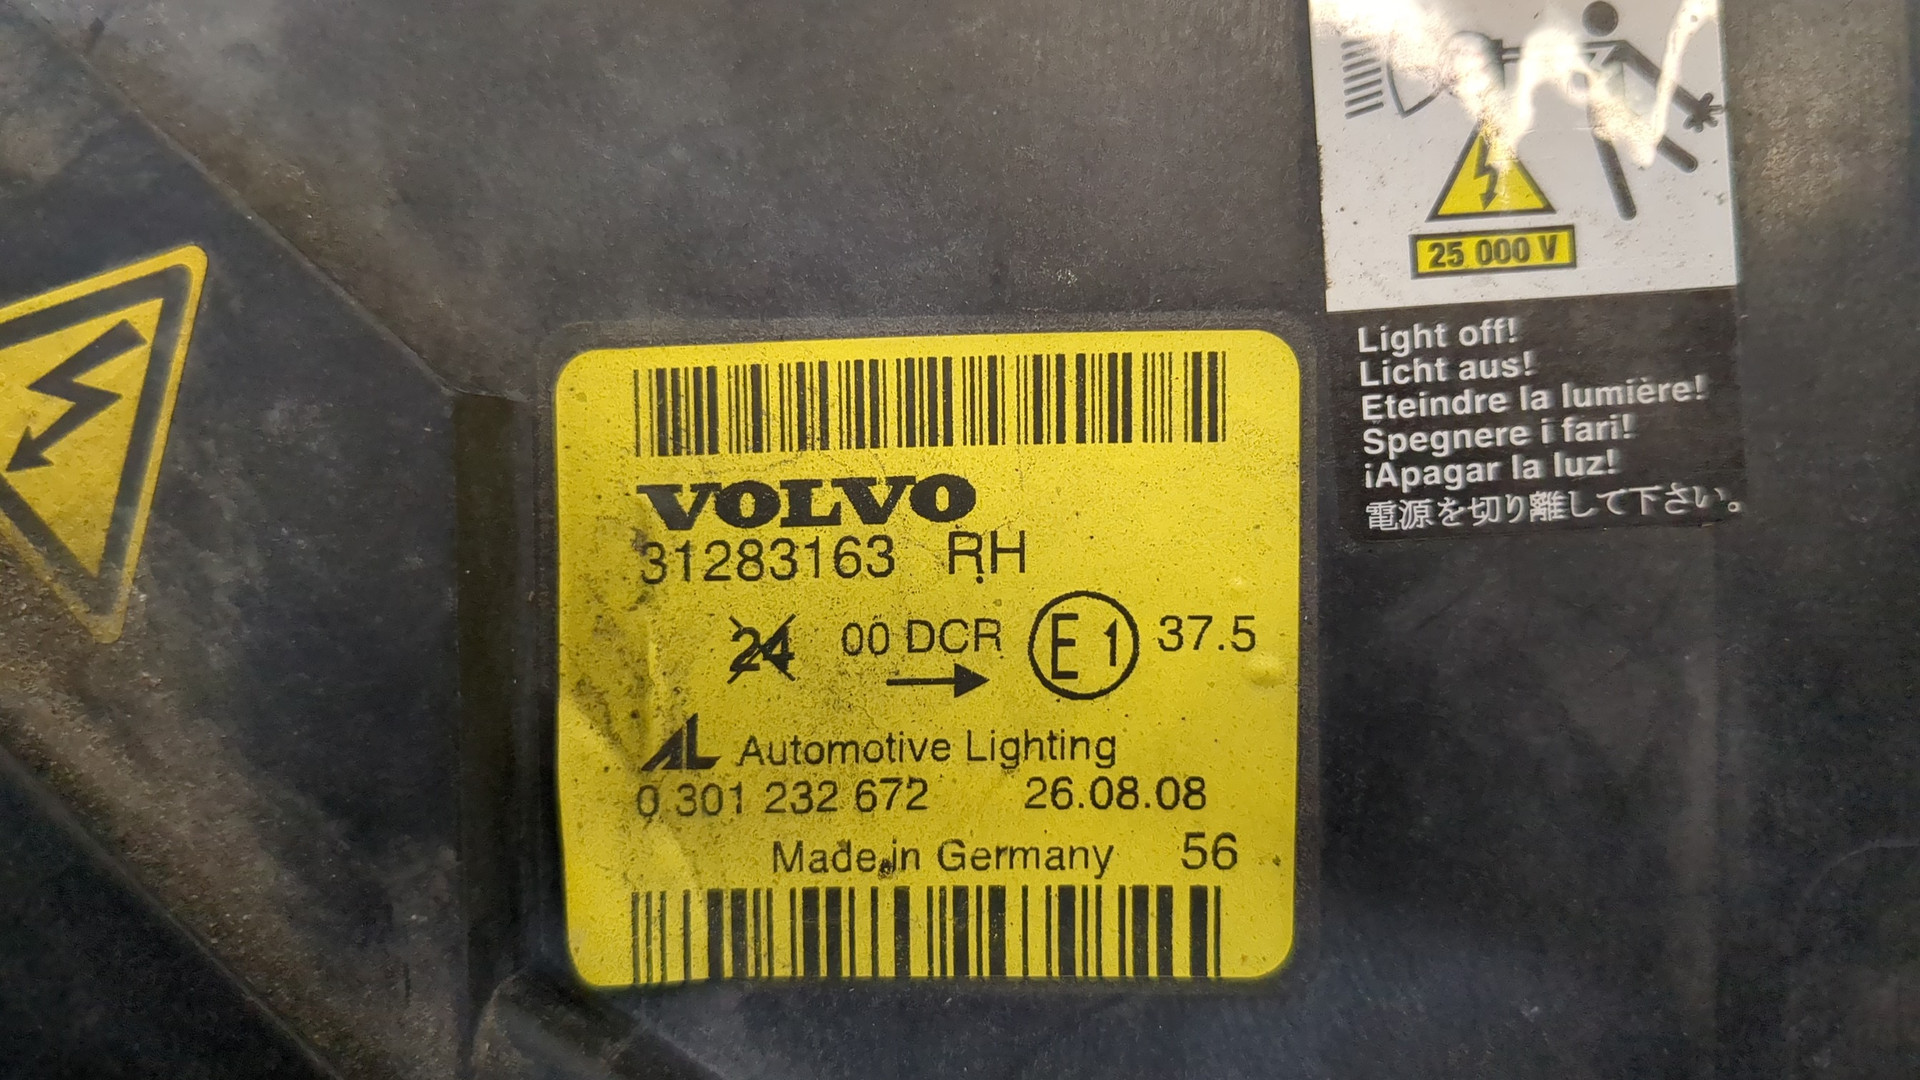 25 000 V
Light off!
Licht aus!
Eteindre la lumière!
Spegnere i fari!
¡Apagar la luz!
電源を切り離して下さい。
VOLVO
31283163 RH
24 00 DCR E1 37.5
AL Automotive Lighting
0 301 232 672 26.08.08
Made in Germany 56